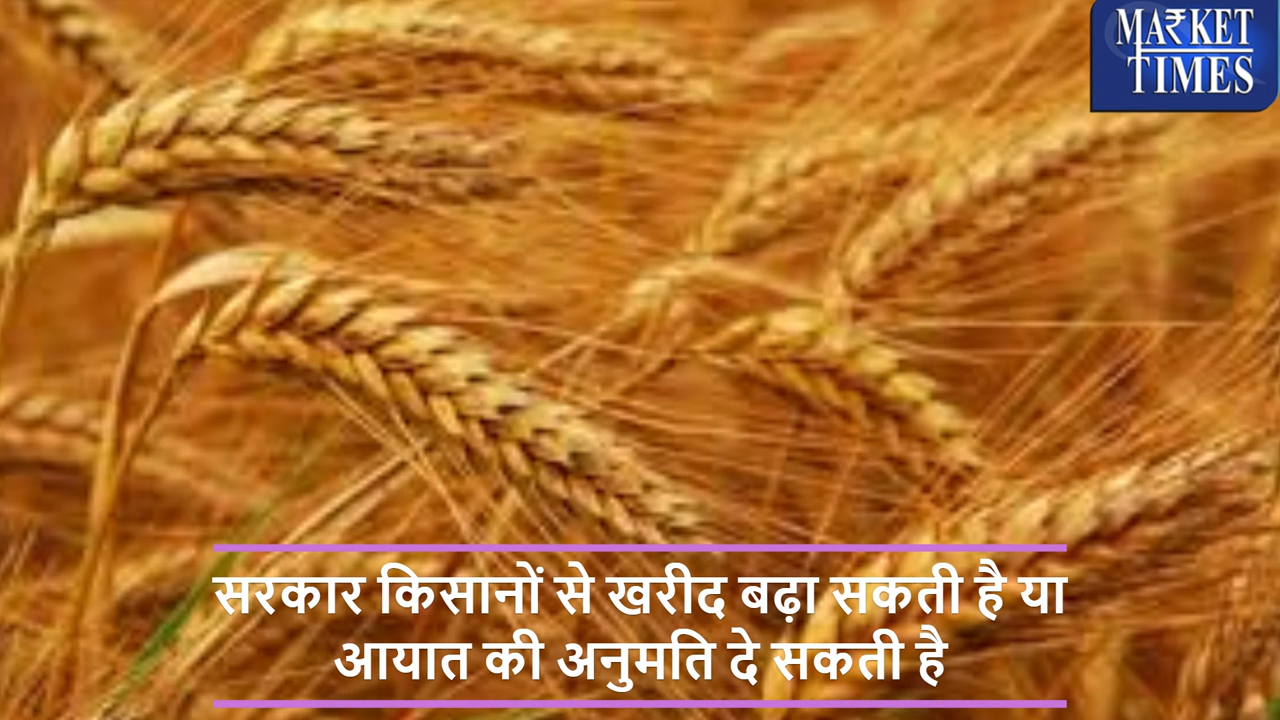 MA₹KET
TIMES
सरकार किसानों से खरीद बढ़ा सकती है या
आयात की अनुमति दे सकती है